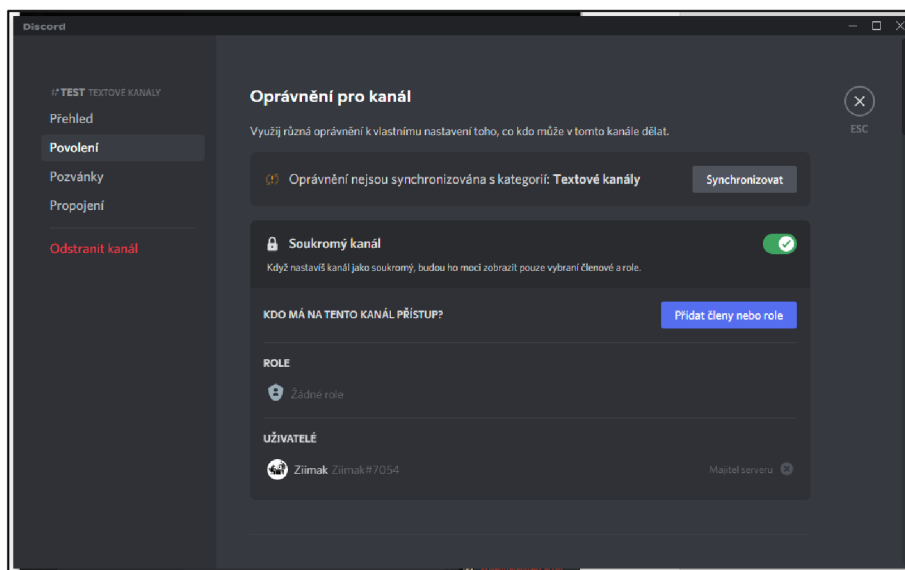 Discord
TEST TEXTOVÉ KANÁLY
Přehled
Povolení
Pozvánky
Propojení
Odstranit kanál
Oprávnění pro kanál
Využij různá oprávnění k vlastnímu nastavení toho, co kdo může v tomto kanále dělat.
ESC
Oprávnění nejsou synchronizována s kategorií: Textové kanály
Synchronizovat
Soukromý kanál
Když nastavíš kanál jako soukromý, budou ho moci zobrazit pouze vybraní členové a role.
KDO MÁ NA TENTO KANÁL PŘÍSTUP?
Přidat členy nebo role
ROLE
Žádné role
UŽIVATELÉ
Ziimak Ziimak#7054
Majitel serveru